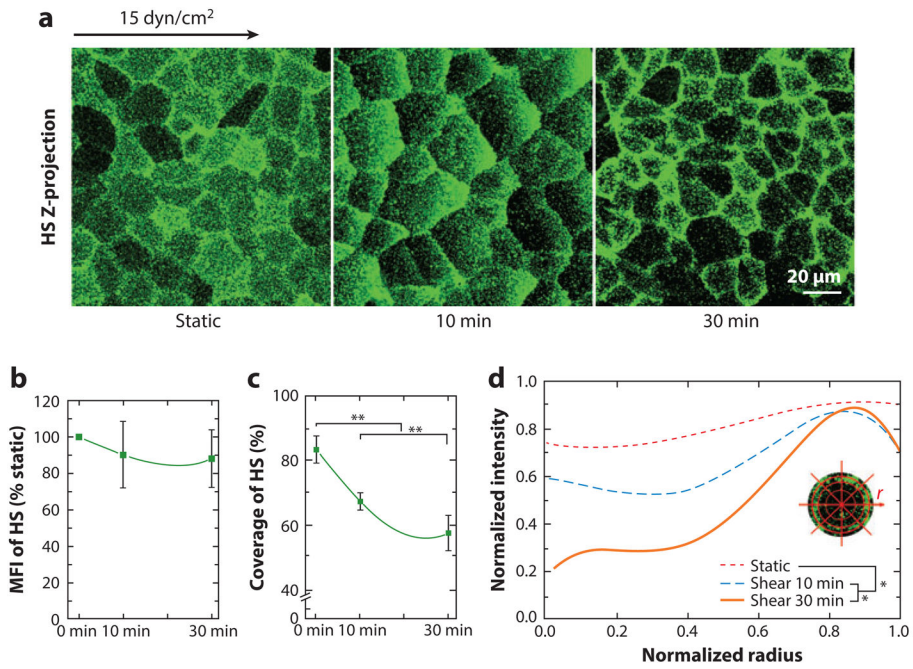 a
15 dyn/cm²
HS Z-projection
20 µm
Static
10 min
30 min
b
MFI of HS (% static)
120
100
80
60
40
20
0
0 min
10 min
30 min
c
Coverage of HS (%)
100
80
60
40
0
**
**
0 min
10 min
30 min
d
Normalized intensity
1.0
0.8
0.6
0.4
0.2
0.0
r
Static
Shear 10 min
Shear 30 min
*
*
0.0
0.2
0.4
0.6
0.8
1.0
Normalized radius